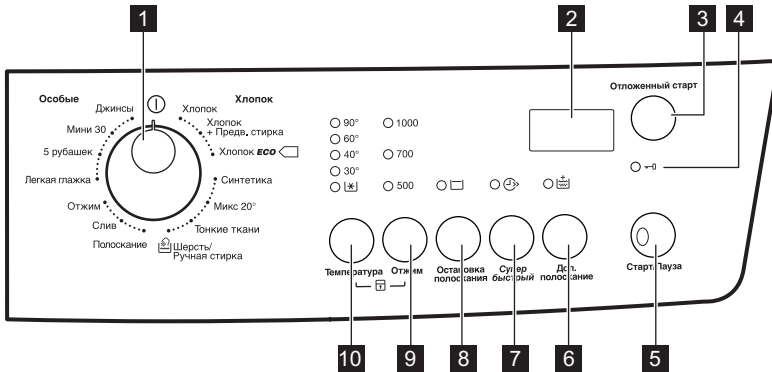 1
2
3
4
Отложенный старт
Особые
Хлопок
Джинсы
Хлопок
Мини 30
Хлопок
+ Предв. стирка
5 рубашек
Хлопок ECO
Легкая глажка
Синтетика
Отжим
Микс 20°
Слив
Тонкие ткани
Полоскание
Шерсть/
Ручная стирка
90°
1000
60°
40°
700
30°
500
Температура
Отжим
Остановка
полоскания
Супер
быстрый
Доп.
полоскание
Старт/Пауза
10
9
8
7
6
5